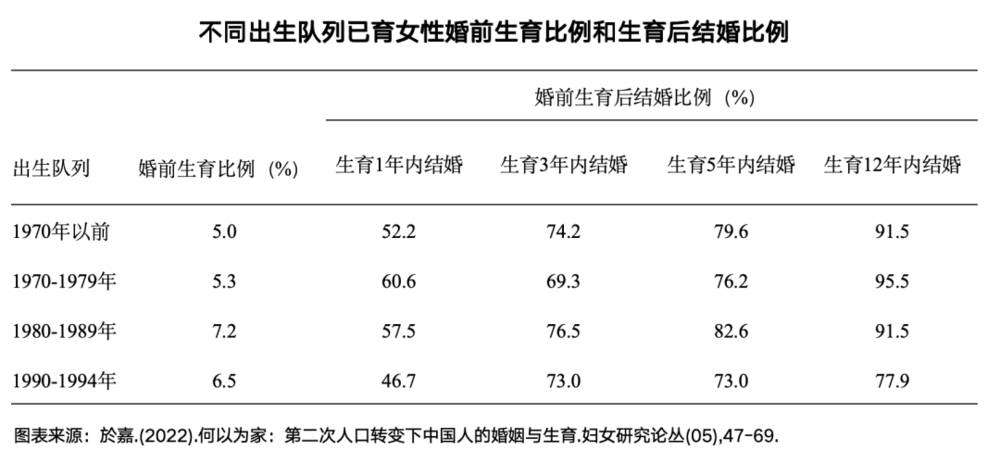 不同出生队列已育女性婚前生育比例和生育后结婚比例
婚前生育后结婚比例 (%)
出生队列 婚前生育比例 (%) 生育1年内结婚 生育3年内结婚 生育5年内结婚 生育12年内结婚
1970年以前 5.0 52.2 74.2 79.6 91.5
1970-1979年 5.3 60.6 69.3 76.2 95.5
1980-1989年 7.2 57.5 76.5 82.6 91.5
1990-1994年 6.5 46.7 73.0 73.0 77.9
图表来源：於嘉.(2022).何以为家：第二次人口转变下中国人的婚姻与生育.妇女研究论丛(05),47-69.